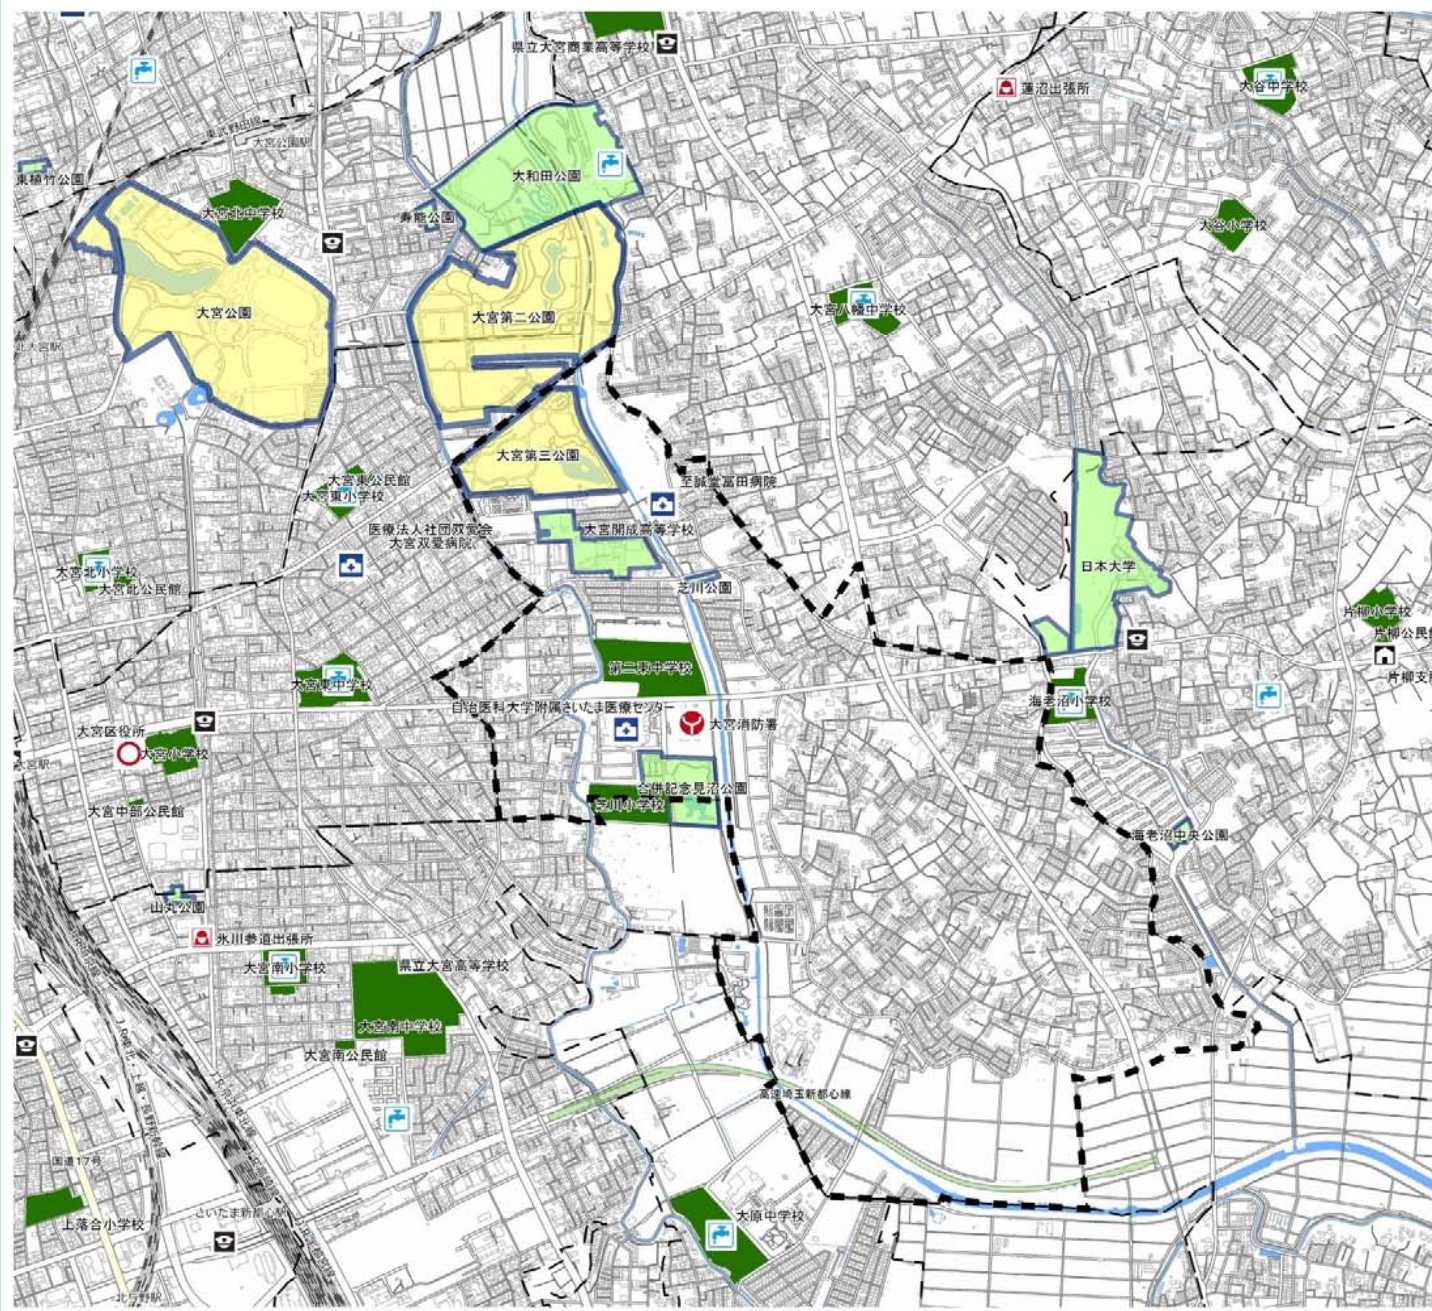 県立大宮商業高等学校
蓮沼出張所
大谷中学校
東武野田線
大宮公園駅
東植竹公園
大和田公園
大宮北中学校
寿能公園
大谷小学校
大宮公園
大宮第二公園
大宮八幡中学校
北大宮駅
大宮第三公園
大宮東公民館
大宮東小学校
至誠堂冨田病院
医療法人社団双愛会
大宮双愛病院
大宮開成高等学校
大宮北小学校
大宮北公民館
日本大学
芝川公園
片柳小学校
片柳公民
第二東中学校
片柳支
大宮東中学校
海老沼小学校
自治医科大学附属さいたま医療センター
大宮消防署
大宮区役所
大宮小学校
大宮駅
合併記念見沼公園
芝川小学校
大宮中部公民館
海老沼中央公園
山丸公園
氷川参道出張所
大宮南小学校
県立大宮高等学校
大宮南中学校
大宮南公民館
高速埼玉新都心線
国道17号
上落合小学校
さいたま新都心駅
大原中学校
北与野駅